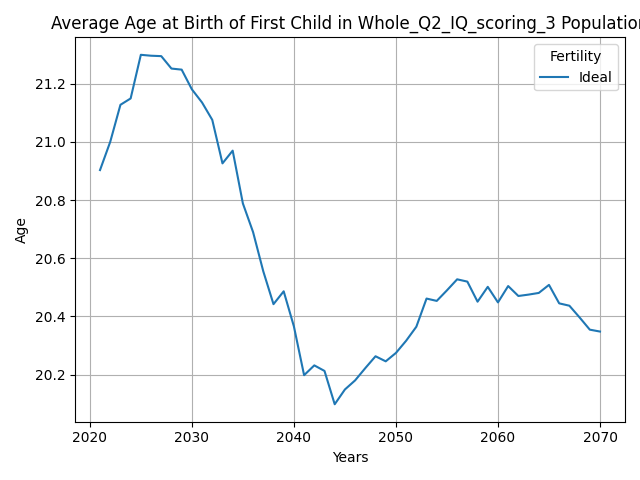 Average Age at Birth of First Child in Whole_Q2_IQ_scoring_3 Population
Fertility
Ideal
21.2
21.0
20.8
20.6
20.4
20.2
Age
2020 2030 2040 2050 2060 2070
Years